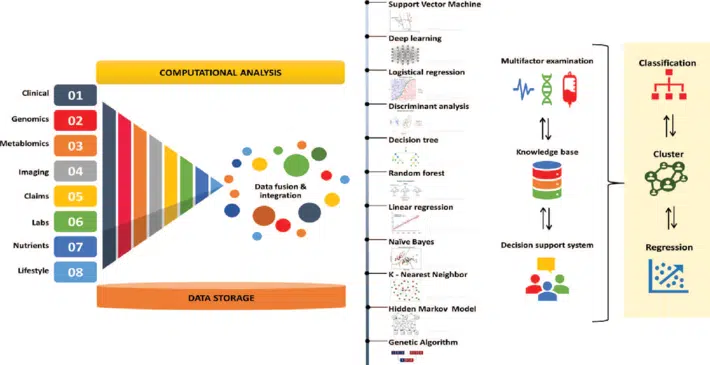 COMPUTATIONAL ANALYSIS
Clinical 01
Genomics 02
Metablomics 03
Imaging 04
Claims 05
Labs 06
Nutrients 07
Lifestyle 08
Data fusion &
integration
DATA STORAGE
Support Vector Machine
Deep learning
Logistical regression
Discriminant analysis
Decision tree
Random forest
Linear regression
Naïve Bayes
K - Nearest Neighbor
Hidden Markov Model
Genetic Algorithm
Multifactor examination
Knowledge base
Decision support system
Classification
Cluster
Regression